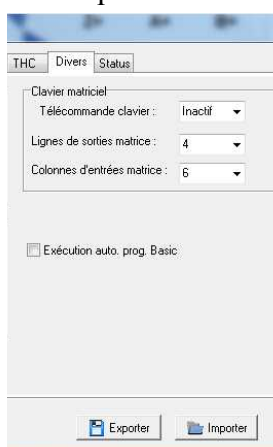 THC Divers Status
Clavier matriciel
Télécommande clavier : Inactif
Lignes de sorties matrice : 4
Colonnes d'entrées matrice : 6
Exécution auto. prog. Basic
Exporter Importer